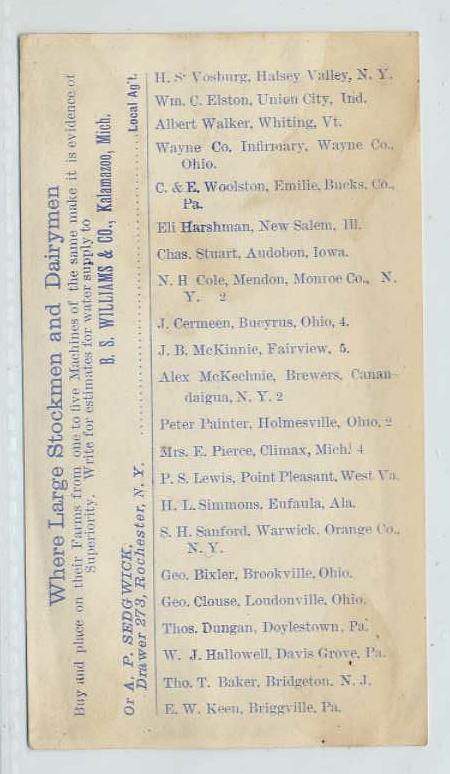 Where Large Stockmen and Dairymen
Buy and place on their Farms from one to five Machines of the same make it is evidence of
Superiority. Write for estimates for water supply to
B. S. WILLIAMS & CO., Kalamazoo, Mich.
Or A. P. SEDGWICK, .................... Local Ag't.
Drawer 273, Rochester, N. Y.
H. S. Vosburg, Halsey Valley, N. Y.
Wm. C. Elston, Union City, Ind.
Albert Walker, Whiting, Vt.
Wayne Co. Infirmary, Wayne Co.,
Ohio.
C. & E. Woolston, Emilie, Bucks, Co.,
Pa.
Eli Harshman, New Salem, Ill.
Chas. Stuart, Audobon, Iowa.
N. H Cole, Mendon, Monroe Co., N.
Y. 2
J. Cermeen, Bucyrus, Ohio, 4.
J. B. McKinnie, Fairview, 5.
Alex McKechnie, Brewers, Canan-
daigua, N. Y. 2
Peter Painter, Holmesville, Ohio, 2
Mrs. E. Pierce, Climax, Mich. 4
P. S. Lewis, Point Pleasant, West Va.
H. L. Simmons, Eufaula, Ala.
S. H. Sanford, Warwick, Orange Co.,
N. Y.
Geo. Bixler, Brookville, Ohio.
Geo. Clouse, Loudonville, Ohio.
Thos. Dungan, Doylestown, Pa.
W. J. Hallowell, Davis Grove, Pa.
Tho. T. Baker, Bridgeton, N. J.
E. W. Keen, Briggville, Pa.